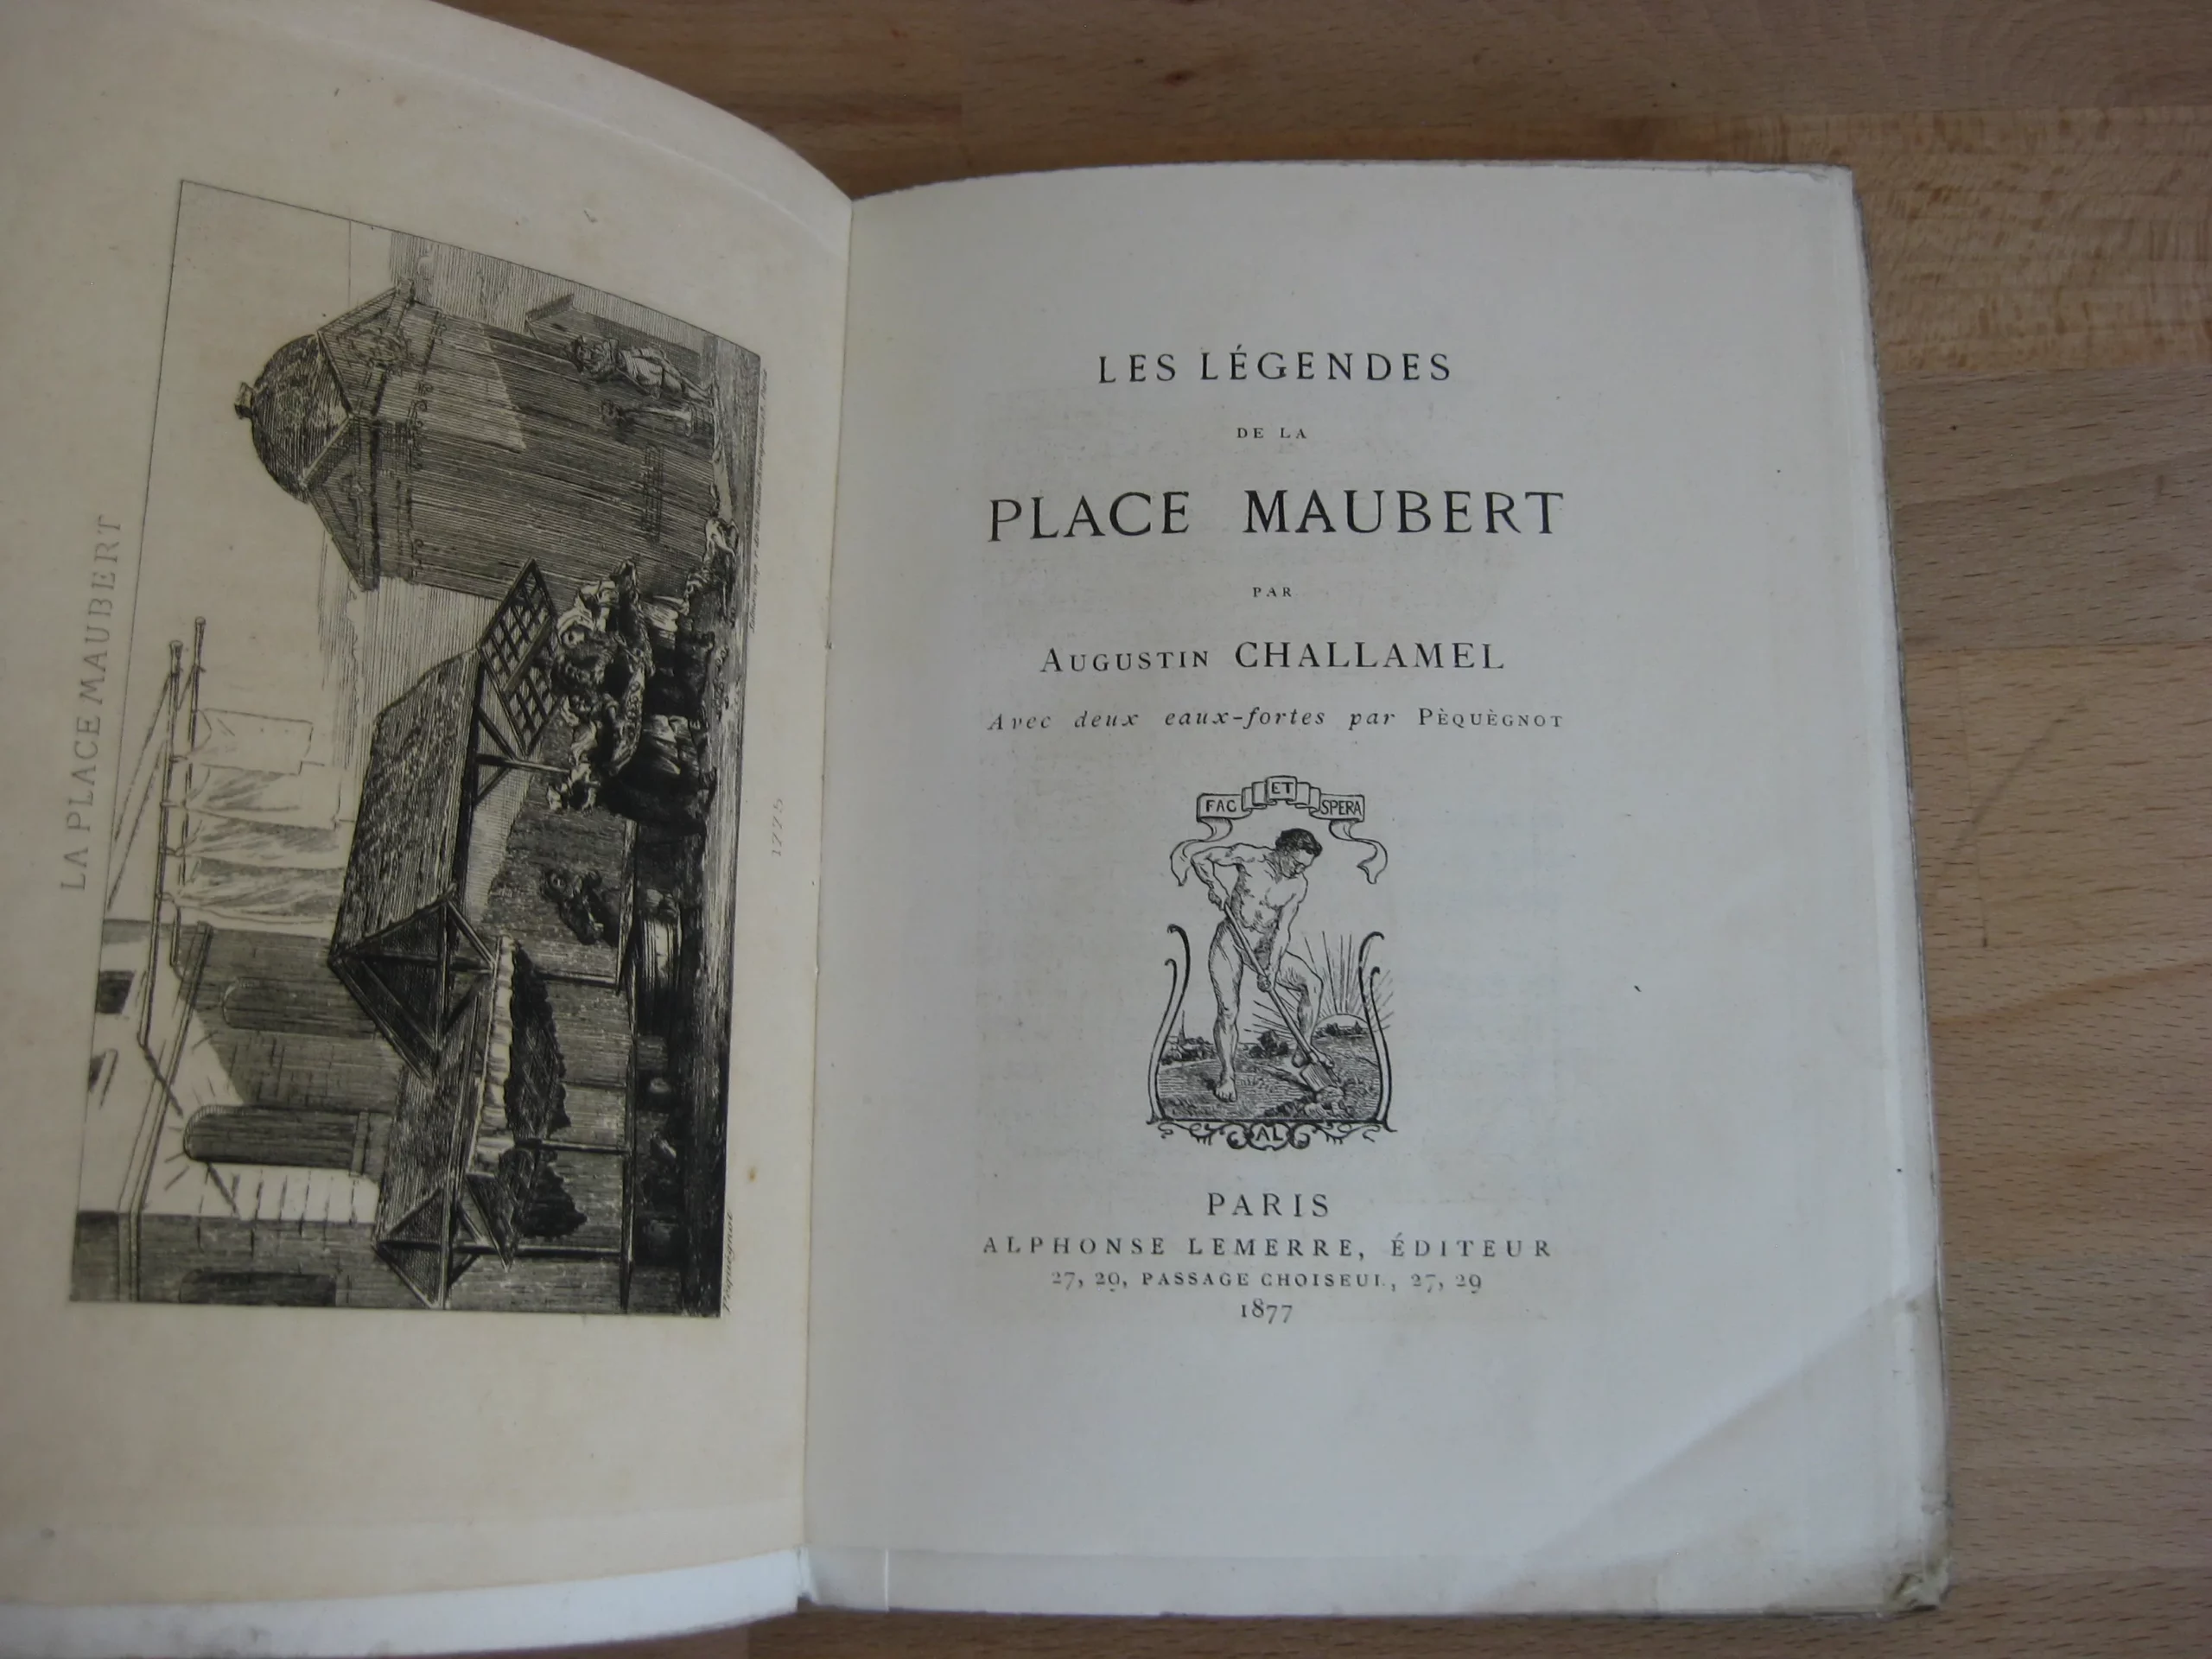 LA PLACE MAUBERT
1775
Péquégnot
LES LÉGENDES
DE LA
PLACE MAUBERT
PAR
AUGUSTIN CHALLAMEL
Avec deux eaux-fortes par PÈQUÈGNOT
FAC ET SPERA
AL
PARIS
ALPHONSE LEMERRE, ÉDITEUR
27, 29, PASSAGE CHOISEUL, 27, 29
1877